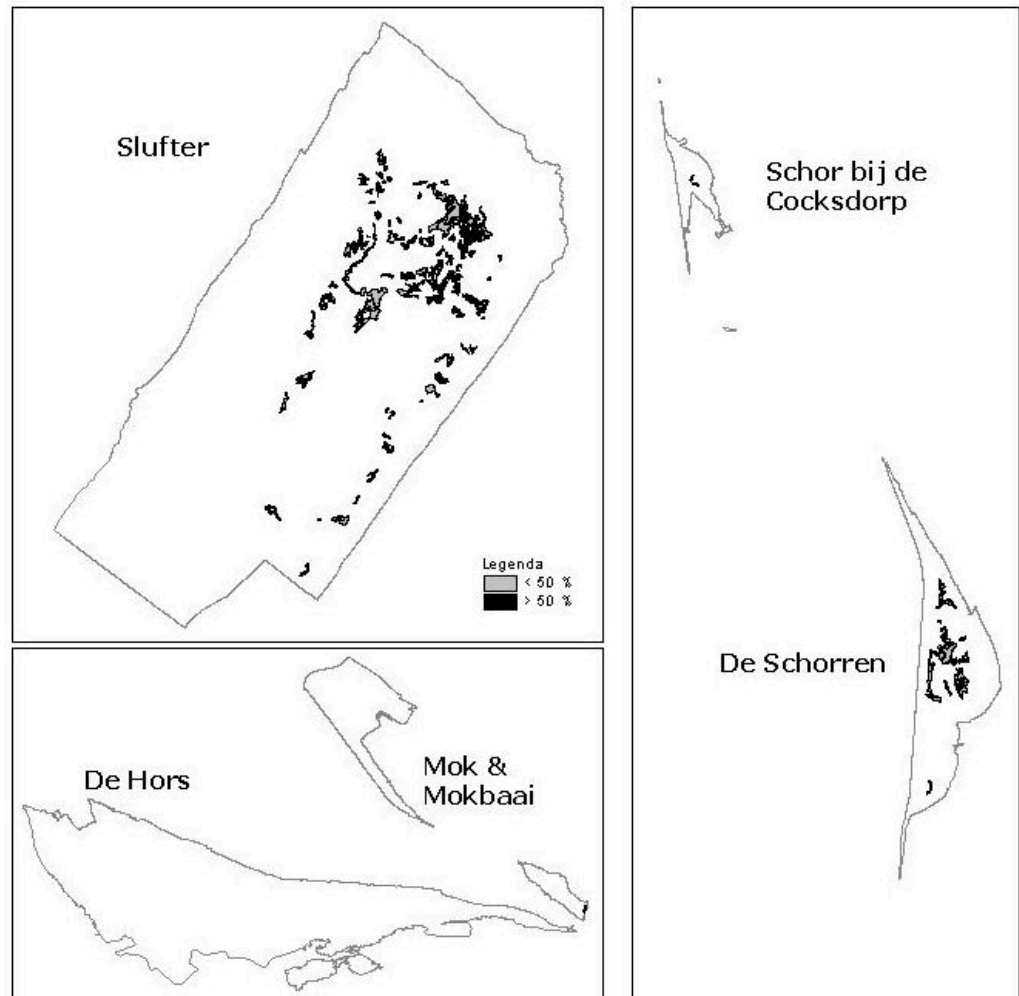 Slufter
Legenda
< 50 %
> 50 %
Schor bij de
Cocksdorp
De Schorren
De Hors
Mok &
Mokbaai